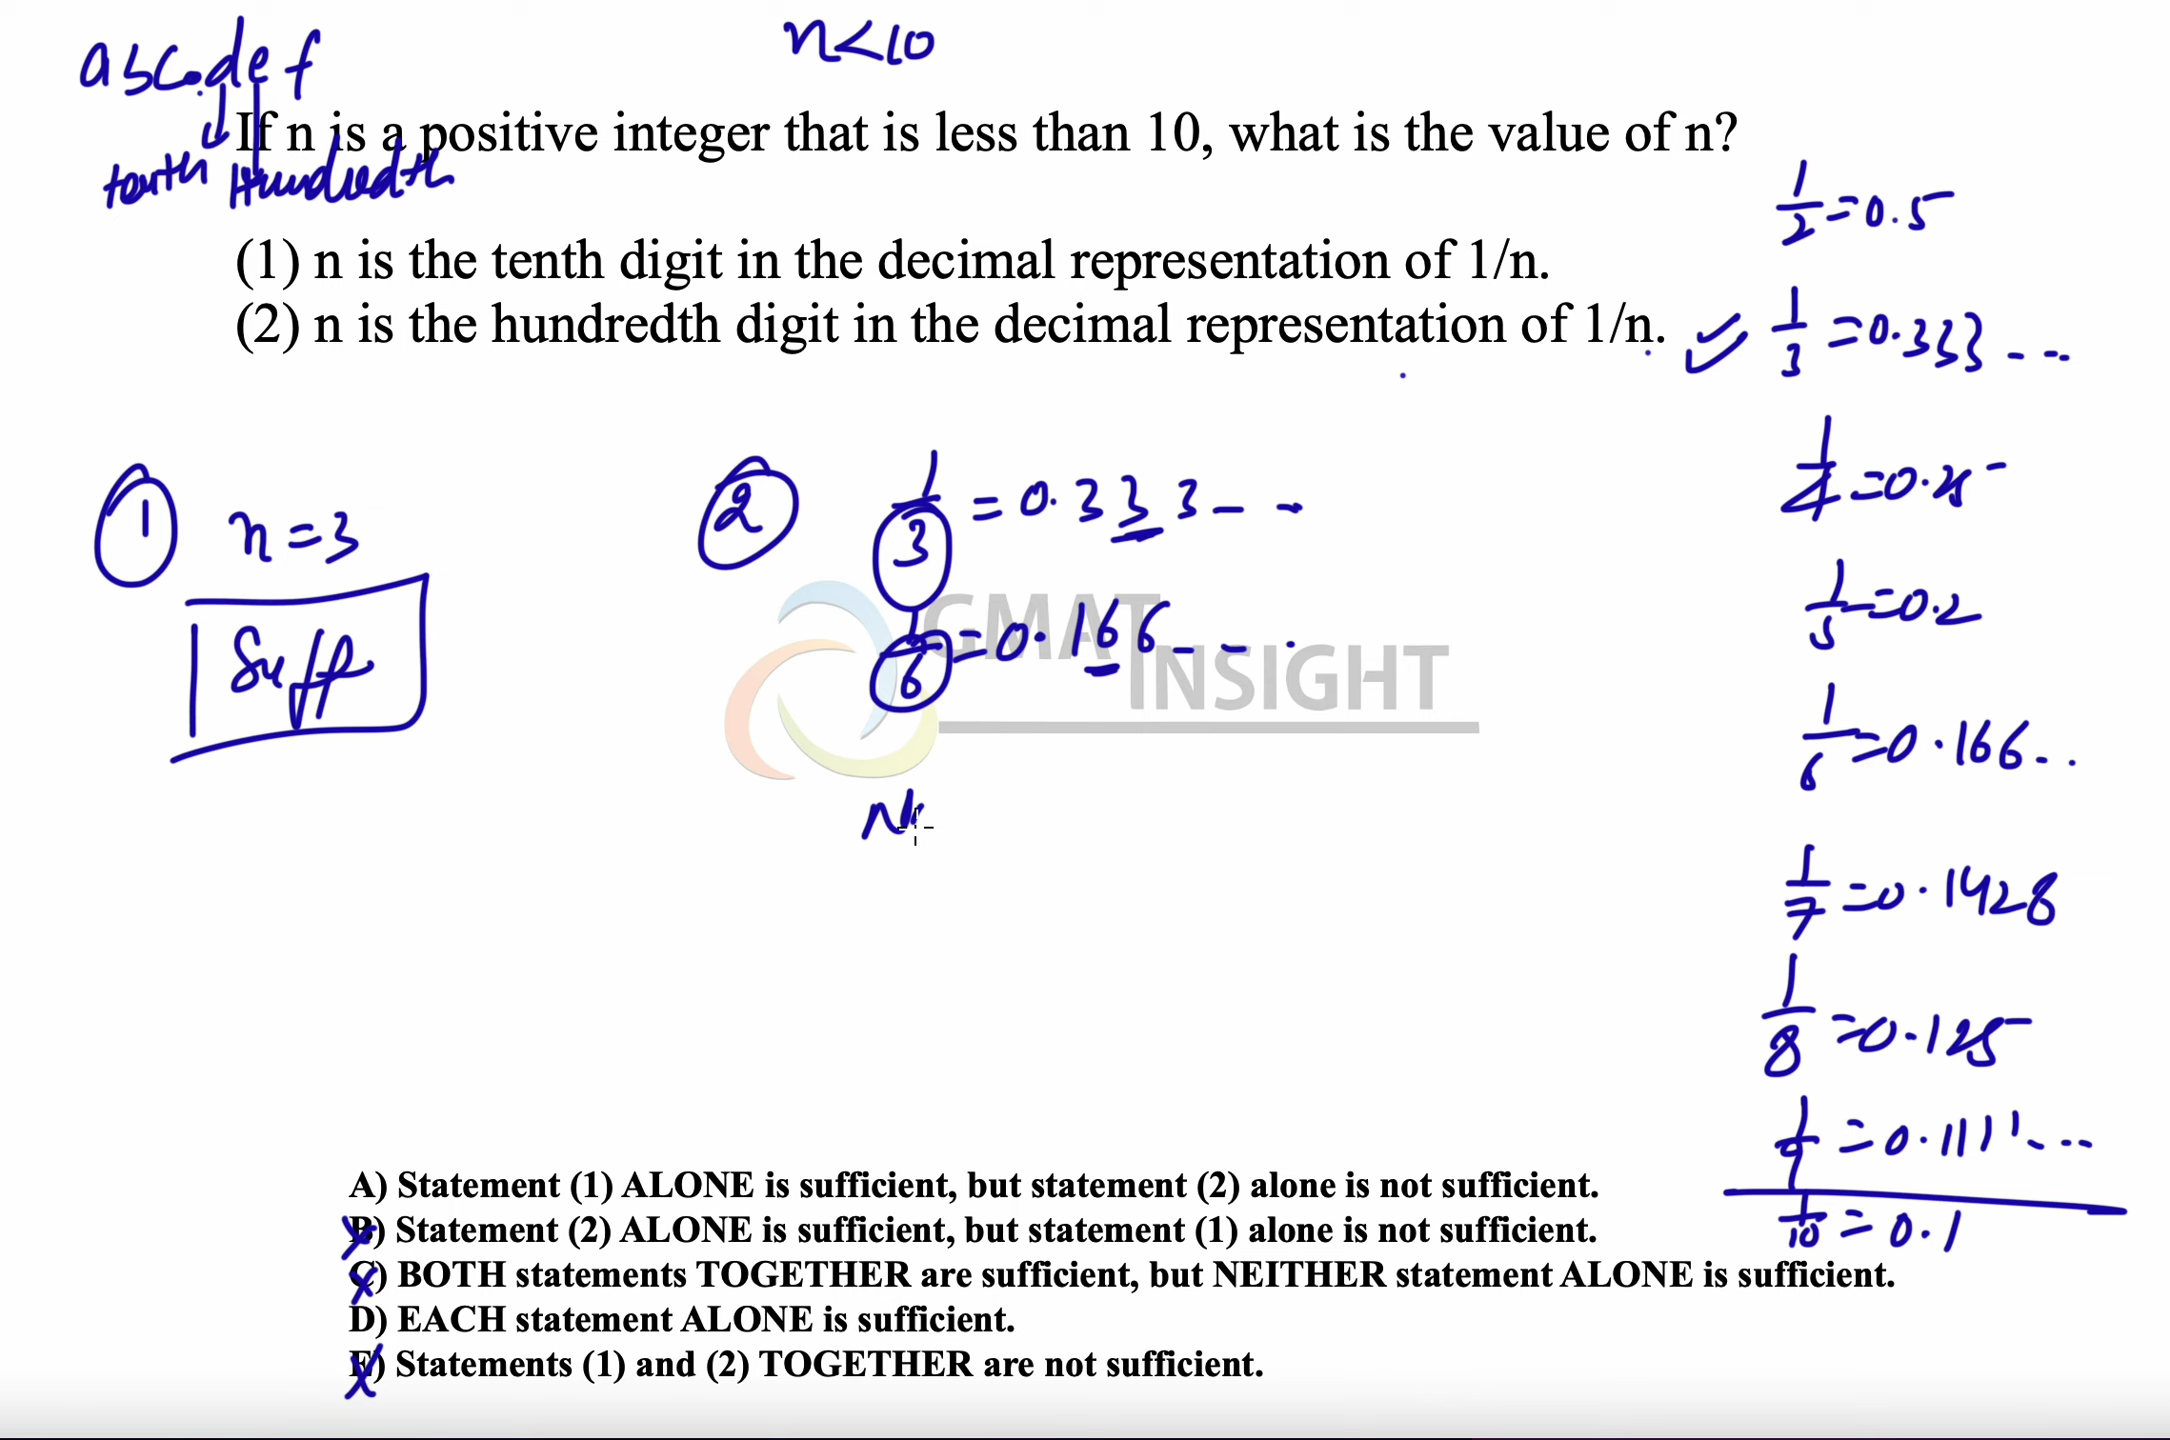 abc.def
n<10
If n is a positive integer that is less than 10, what is the value of n?
tenth Hundredth
(1) n is the tenth digit in the decimal representation of 1/n.
(2) n is the hundredth digit in the decimal representation of 1/n.
1/2=0.5
1/3=0.333---
1/4=0.25
1/5=0.2
1/6=0.166..
1/7=0.1428
1/8=0.125
1/9=0.1111---
1/10=0.1
1 n=3
Suff
2 1/3=0.333--
1/6=0.166--.
GMAT
INSIGHT
A) Statement (1) ALONE is sufficient, but statement (2) alone is not sufficient.
B) Statement (2) ALONE is sufficient, but statement (1) alone is not sufficient.
C) BOTH statements TOGETHER are sufficient, but NEITHER statement ALONE is sufficient.
D) EACH statement ALONE is sufficient.
E) Statements (1) and (2) TOGETHER are not sufficient.